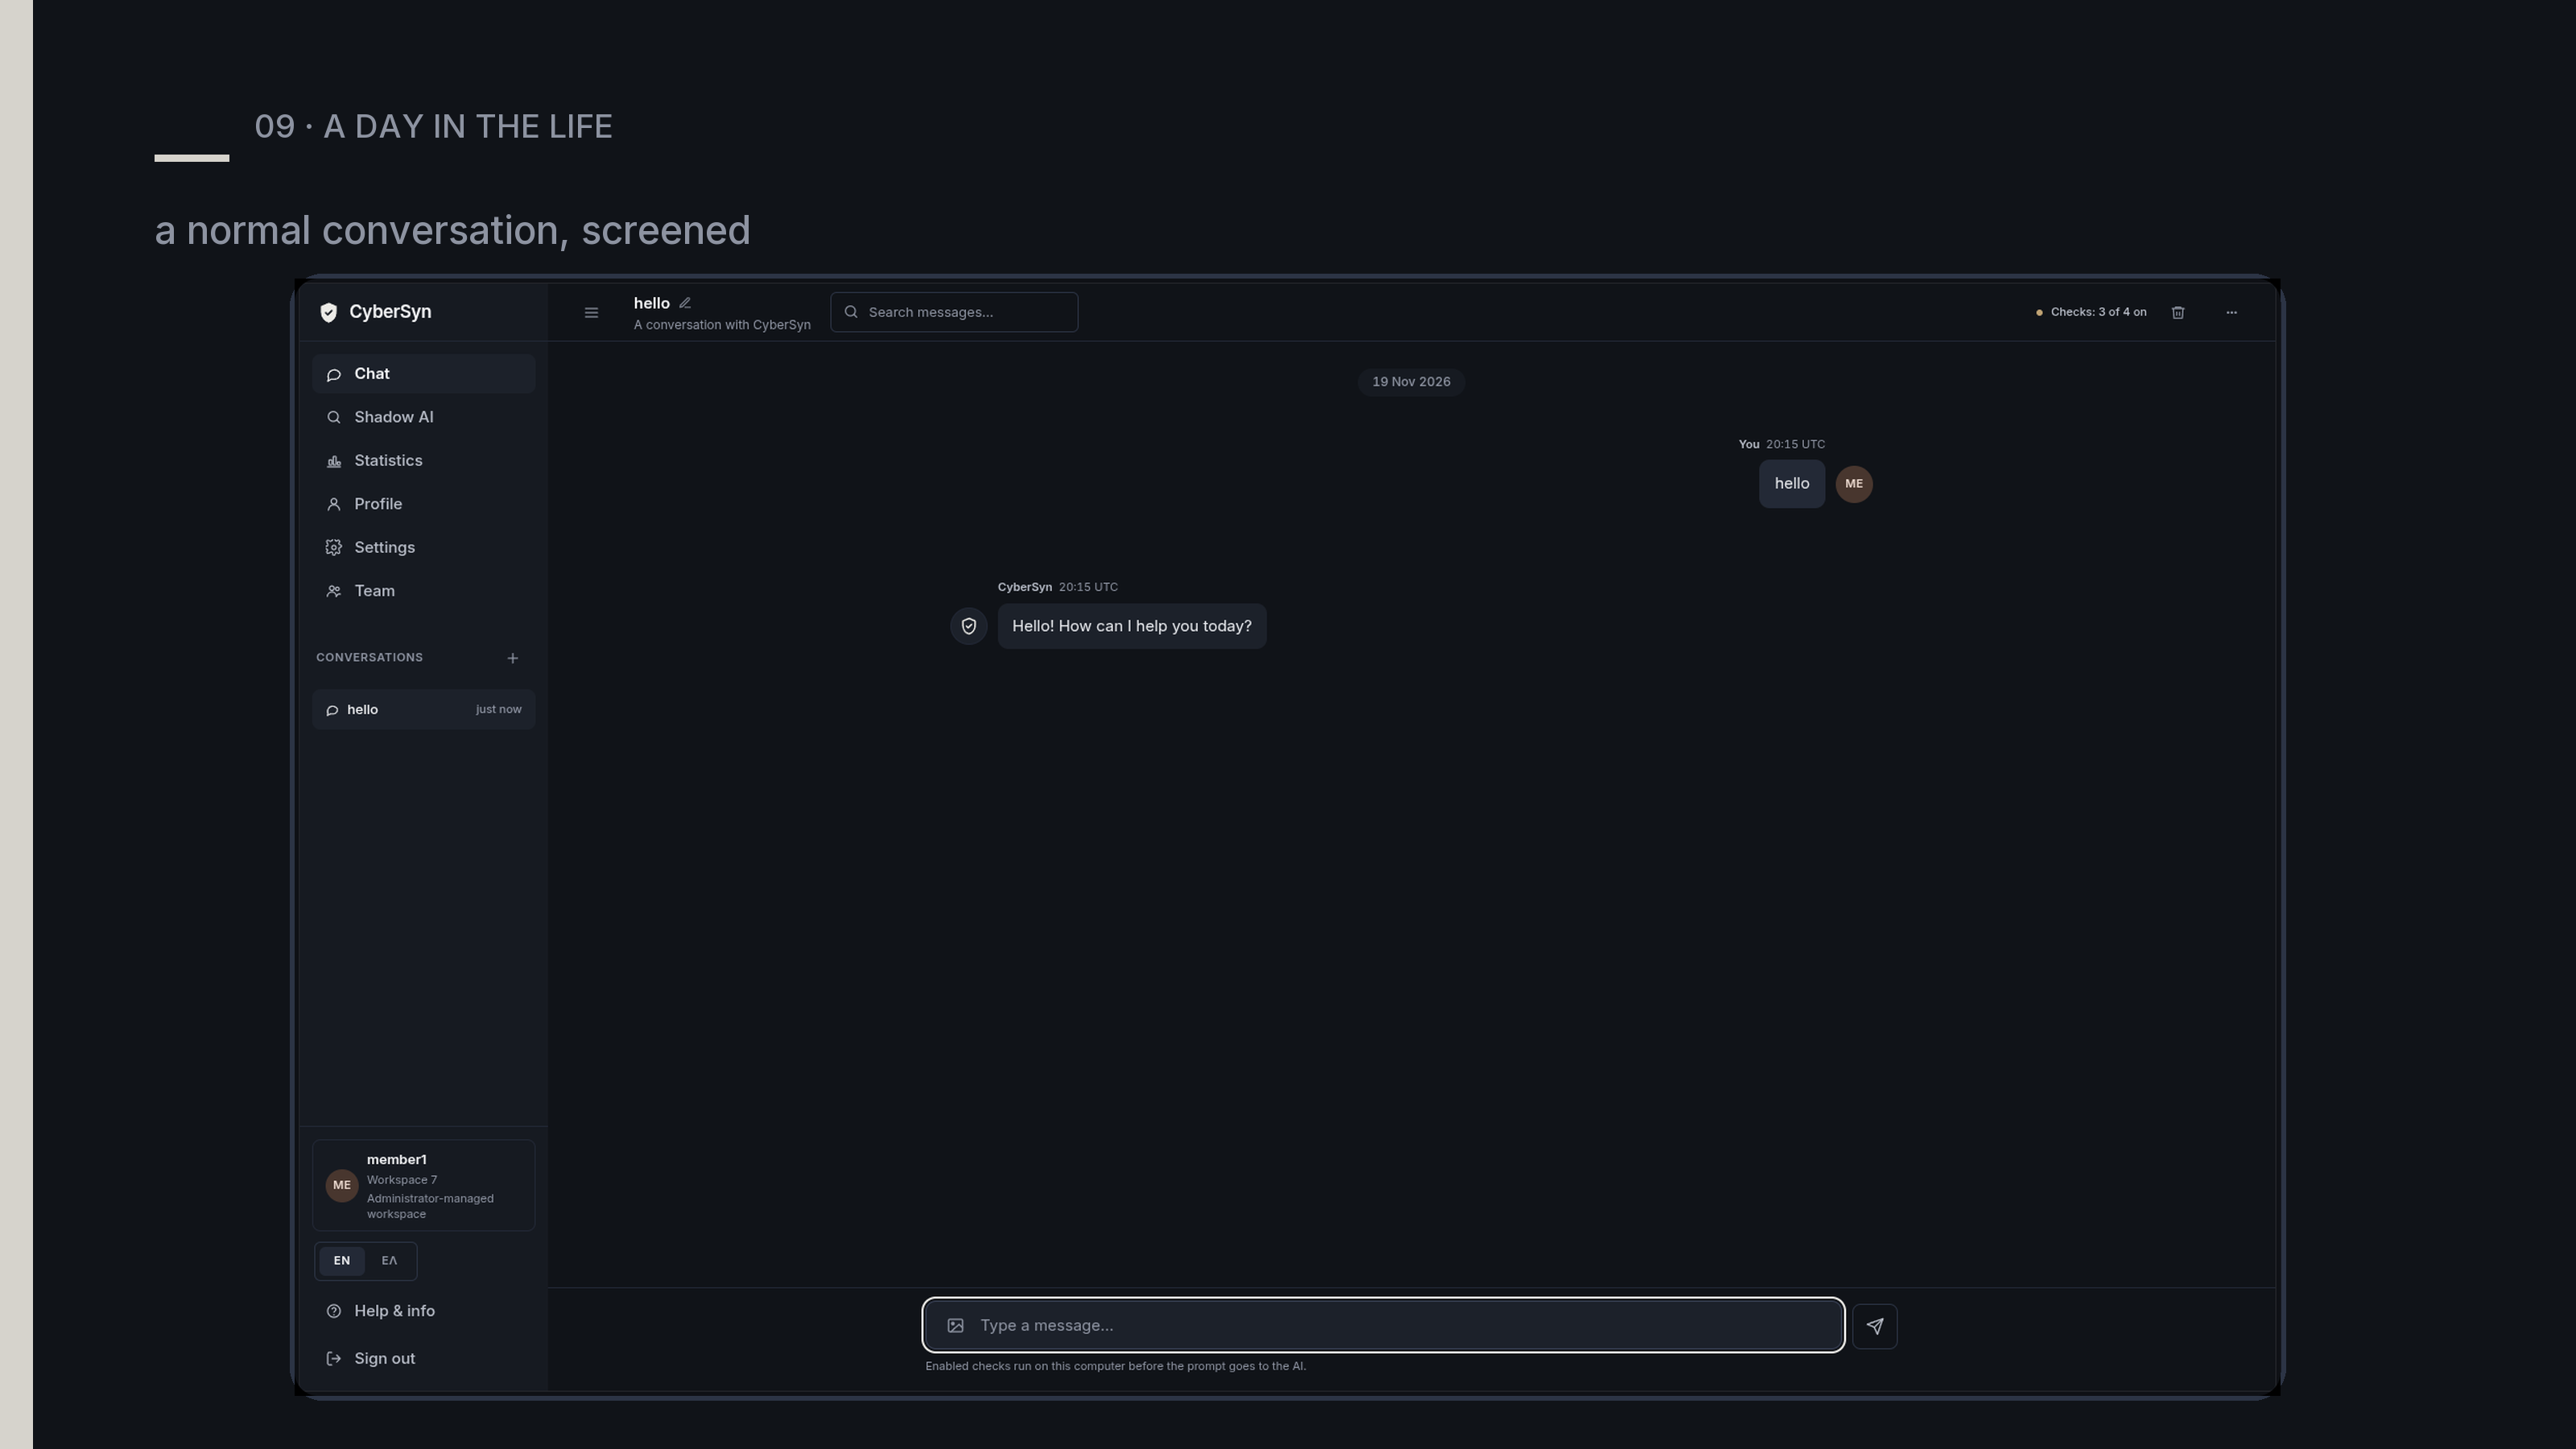 09 · A DAY IN THE LIFE
a normal conversation, screened
CyberSyn
hello
A conversation with CyberSyn
Search messages...
Checks: 3 of 4 on
Chat
Shadow AI
Statistics
Profile
Settings
Team
CONVERSATIONS
hello just now
19 Nov 2026
You 20:15 UTC
hello
ME
CyberSyn 20:15 UTC
Hello! How can I help you today?
ME
member1
Workspace 7
Administrator-managed
workspace
EN ΕΛ
Help & info
Sign out
Type a message...
Enabled checks run on this computer before the prompt goes to the AI.